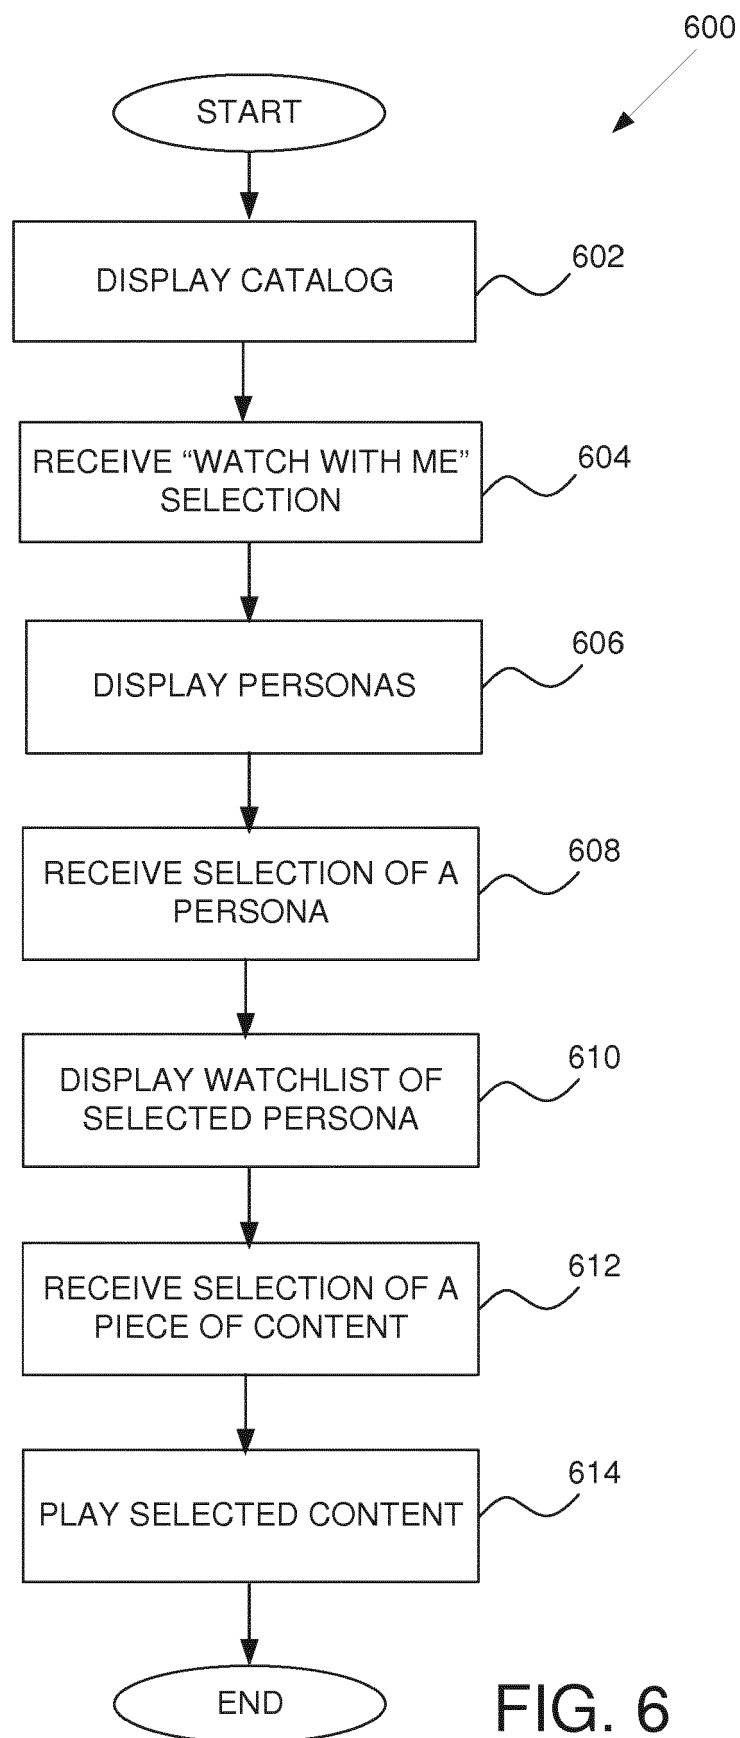 600
START
DISPLAY CATALOG
602
RECEIVE “WATCH WITH ME”
SELECTION
604
DISPLAY PERSONAS
606
RECEIVE SELECTION OF A
PERSONA
608
DISPLAY WATCHLIST OF
SELECTED PERSONA
610
RECEIVE SELECTION OF A
PIECE OF CONTENT
612
PLAY SELECTED CONTENT
614
END
FIG. 6